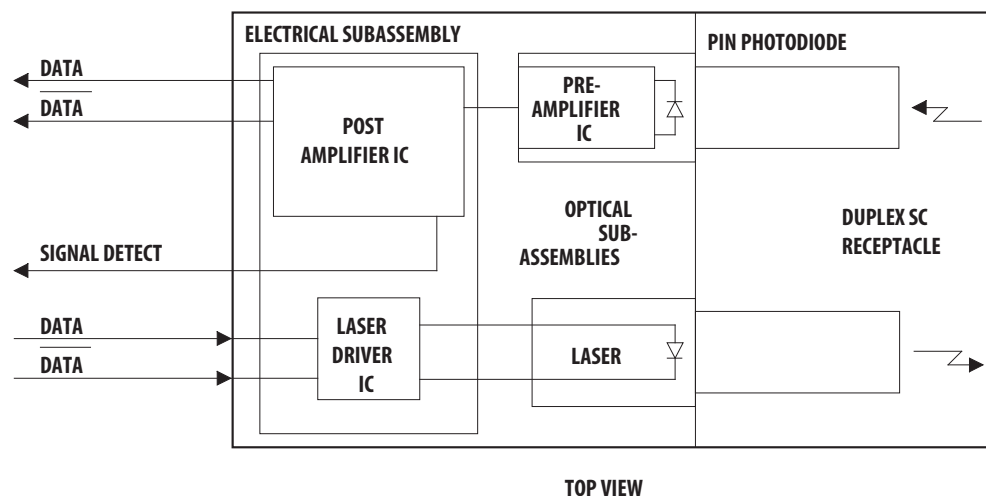 ELECTRICAL SUBASSEMBLY
PIN PHOTODIODE
DATA
DATA
POST
AMPLIFIER IC
PRE-
AMPLIFIER
IC
OPTICAL
SUB-
ASSEMBLIES
DUPLEX SC
RECEPTACLE
SIGNAL DETECT
DATA
DATA
LASER
DRIVER
IC
LASER
TOP VIEW